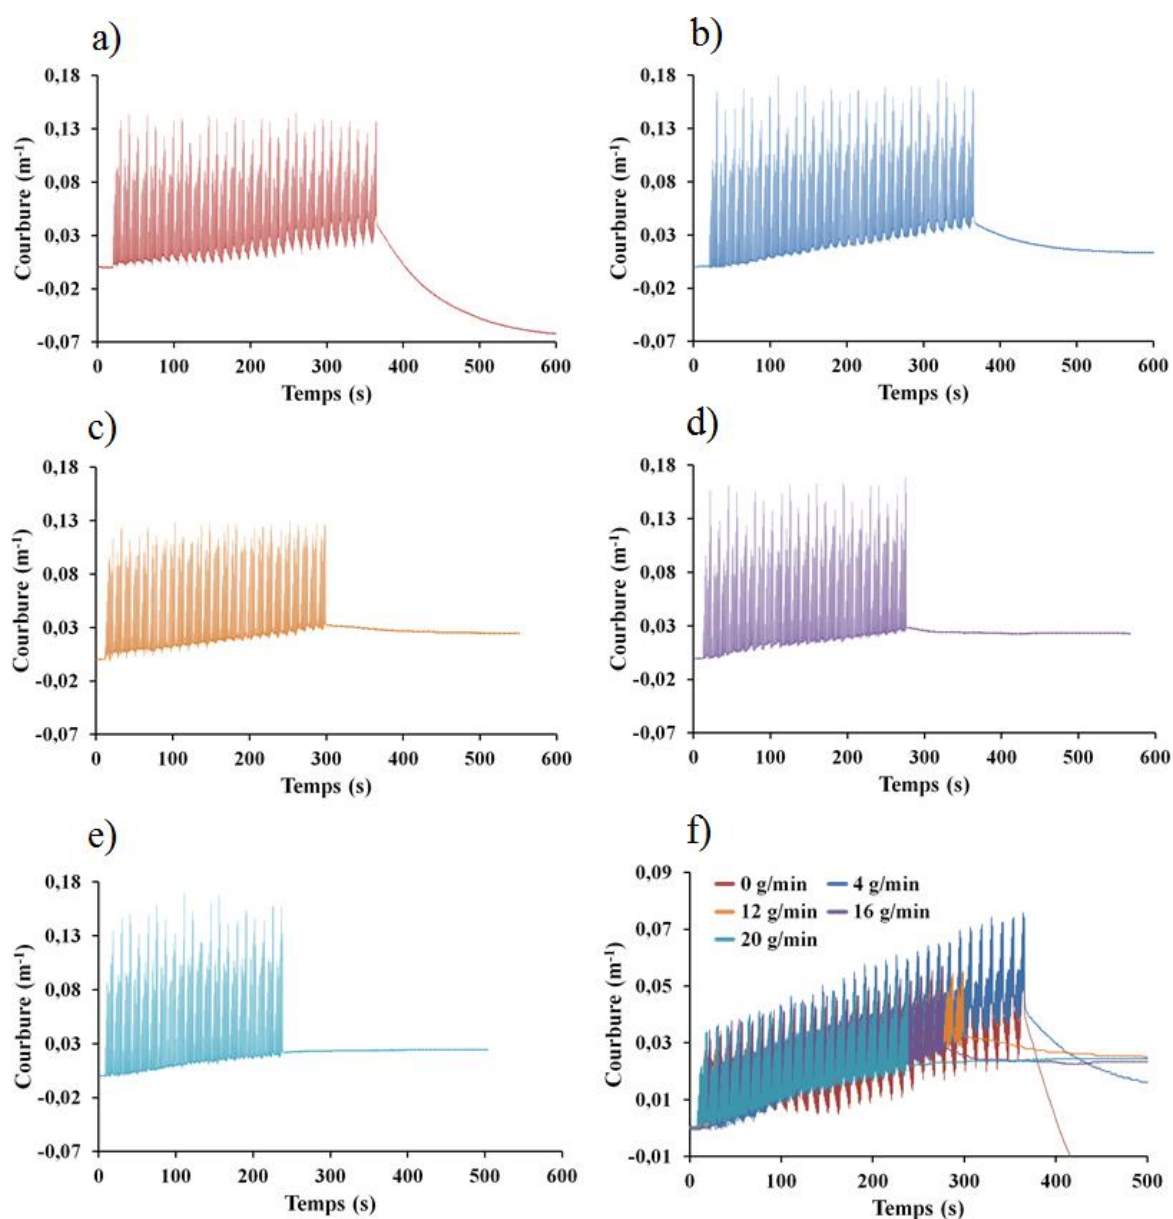 a)
0,18
0,13
0,08
0,03
-0,02
-0,07
Courbure (m⁻¹)
0 100 200 300 400 500 600
Temps (s)
b)
0,18
0,13
0,08
0,03
-0,02
-0,07
Courbure (m⁻¹)
0 100 200 300 400 500 600
Temps (s)
c)
0,18
0,13
0,08
0,03
-0,02
-0,07
Courbure (m⁻¹)
0 100 200 300 400 500 600
Temps (s)
d)
0,18
0,13
0,08
0,03
-0,02
-0,07
Courbure (m⁻¹)
0 100 200 300 400 500 600
Temps (s)
e)
0,18
0,13
0,08
0,03
-0,02
-0,07
Courbure (m⁻¹)
0 100 200 300 400 500 600
Temps (s)
f)
0,09
0,07
0,05
0,03
0,01
-0,01
Courbure (m⁻¹)
0 g/min 4 g/min
12 g/min 16 g/min
20 g/min
0 100 200 300 400 500
Temps (s)